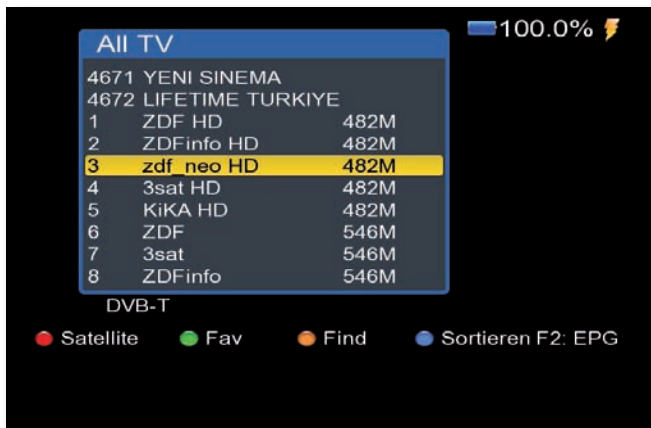 100.0%
All TV
4671 YENI SINEMA
4672 LIFETIME TURKIYE
1 ZDF HD 482M
2 ZDFinfo HD 482M
3 zdf_neo HD 482M
4 3sat HD 482M
5 KiKA HD 482M
6 ZDF 546M
7 3sat 546M
8 ZDFinfo 546M
DVB-T
Satellite Fav Find Sortieren F2: EPG